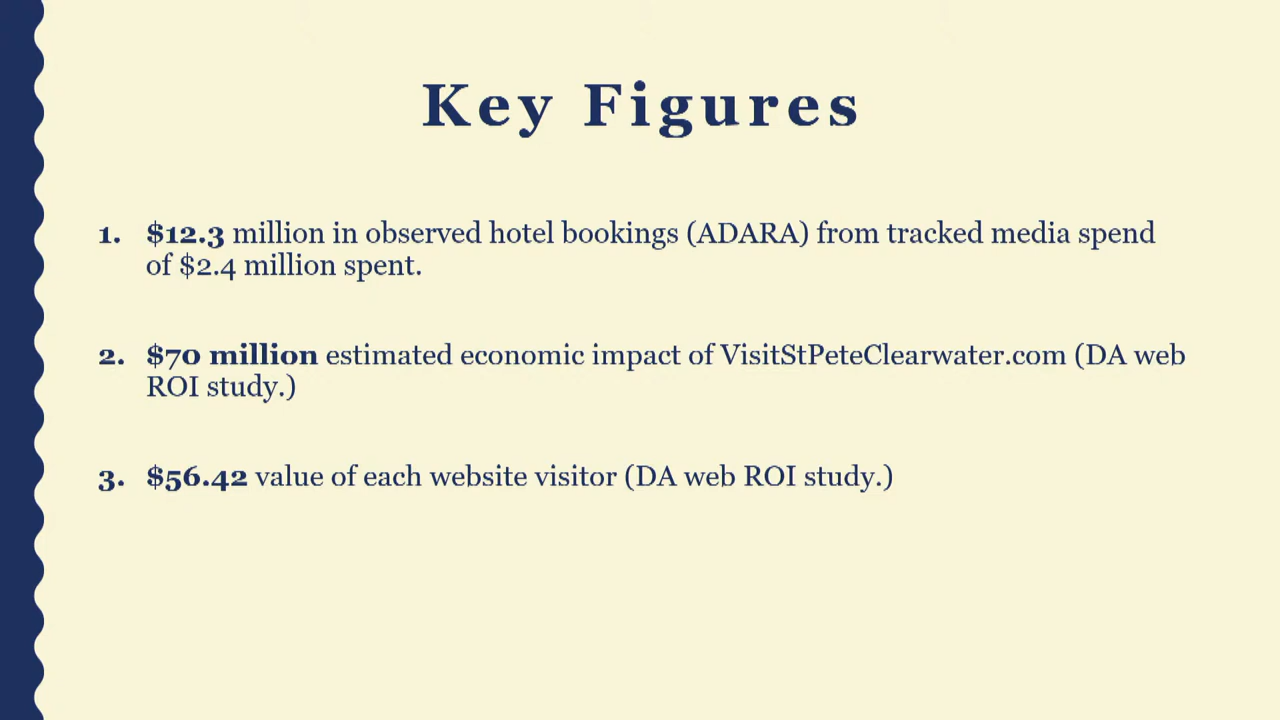 Key Figures
1. $12.3 million in observed hotel bookings (ADARA) from tracked media spend
of $2.4 million spent.
2. $70 million estimated economic impact of VisitStPeteClearwater.com (DA web
ROI study.)
3. $56.42 value of each website visitor (DA web ROI study.)